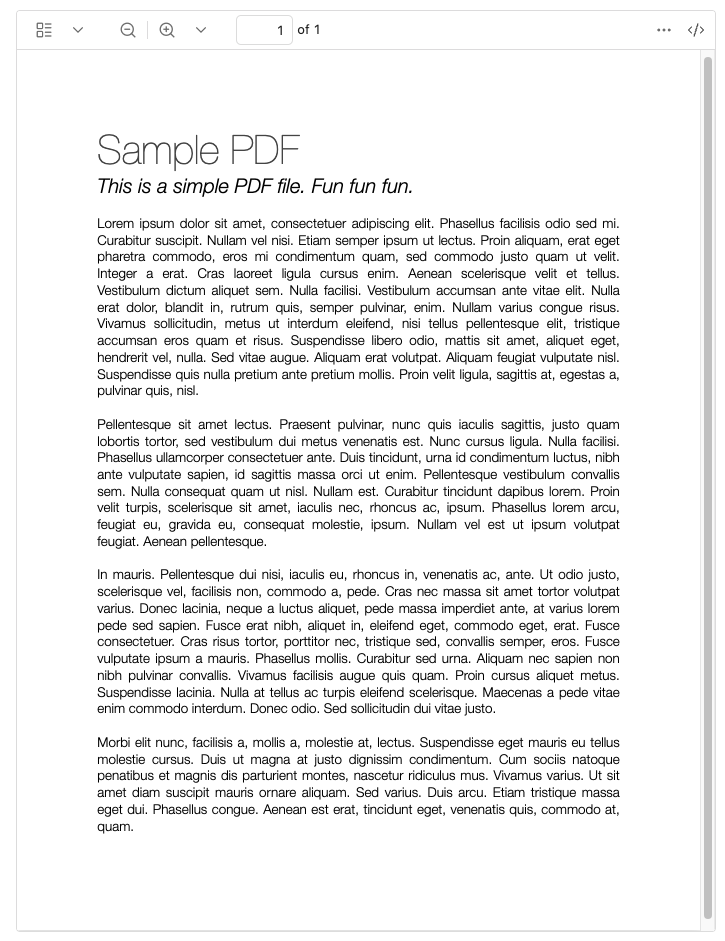 1 of 1
Sample PDF
This is a simple PDF file. Fun fun fun.
Lorem ipsum dolor sit amet, consectetuer adipiscing elit. Phasellus facilisis odio sed mi.
Curabitur suscipit. Nullam vel nisi. Etiam semper ipsum ut lectus. Proin aliquam, erat eget
pharetra commodo, eros mi condimentum quam, sed commodo justo quam ut velit.
Integer a erat. Cras laoreet ligula cursus enim. Aenean scelerisque velit et tellus.
Vestibulum dictum aliquet sem. Nulla facilisi. Vestibulum accumsan ante vitae elit. Nulla
erat dolor, blandit in, rutrum quis, semper pulvinar, enim. Nullam varius congue risus.
Vivamus sollicitudin, metus ut interdum eleifend, nisi tellus pellentesque elit, tristique
accumsan eros quam et risus. Suspendisse libero odio, mattis sit amet, aliquet eget,
hendrerit vel, nulla. Sed vitae augue. Aliquam erat volutpat. Aliquam feugiat vulputate nisl.
Suspendisse quis nulla pretium ante pretium mollis. Proin velit ligula, sagittis at, egestas a,
pulvinar quis, nisl.
Pellentesque sit amet lectus. Praesent pulvinar, nunc quis iaculis sagittis, justo quam
lobortis tortor, sed vestibulum dui metus venenatis est. Nunc cursus ligula. Nulla facilisi.
Phasellus ullamcorper consectetuer ante. Duis tincidunt, urna id condimentum luctus, nibh
ante vulputate sapien, id sagittis massa orci ut enim. Pellentesque vestibulum convallis
sem. Nulla consequat quam ut nisl. Nullam est. Curabitur tincidunt dapibus lorem. Proin
velit turpis, scelerisque sit amet, iaculis nec, rhoncus ac, ipsum. Phasellus lorem arcu,
feugiat eu, gravida eu, consequat molestie, ipsum. Nullam vel est ut ipsum volutpat
feugiat. Aenean pellentesque.
In mauris. Pellentesque dui nisi, iaculis eu, rhoncus in, venenatis ac, ante. Ut odio justo,
scelerisque vel, facilisis non, commodo a, pede. Cras nec massa sit amet tortor volutpat
varius. Donec lacinia, neque a luctus aliquet, pede massa imperdiet ante, at varius lorem
pede sed sapien. Fusce erat nibh, aliquet in, eleifend eget, commodo eget, erat. Fusce
consectetuer. Cras risus tortor, porttitor nec, tristique sed, convallis semper, eros. Fusce
vulputate ipsum a mauris. Phasellus mollis. Curabitur sed urna. Aliquam nec sapien non
nibh pulvinar convallis. Vivamus facilisis augue quis quam. Proin cursus aliquet metus.
Suspendisse lacinia. Nulla at tellus ac turpis eleifend scelerisque. Maecenas a pede vitae
enim commodo interdum. Donec odio. Sed sollicitudin dui vitae justo.
Morbi elit nunc, facilisis a, mollis a, molestie at, lectus. Suspendisse eget mauris eu tellus
molestie cursus. Duis ut magna at justo dignissim condimentum. Cum sociis natoque
penatibus et magnis dis parturient montes, nascetur ridiculus mus. Vivamus varius. Ut sit
amet diam suscipit mauris ornare aliquam. Sed varius. Duis arcu. Etiam tristique massa
eget dui. Phasellus congue. Aenean est erat, tincidunt eget, venenatis quis, commodo at,
quam.